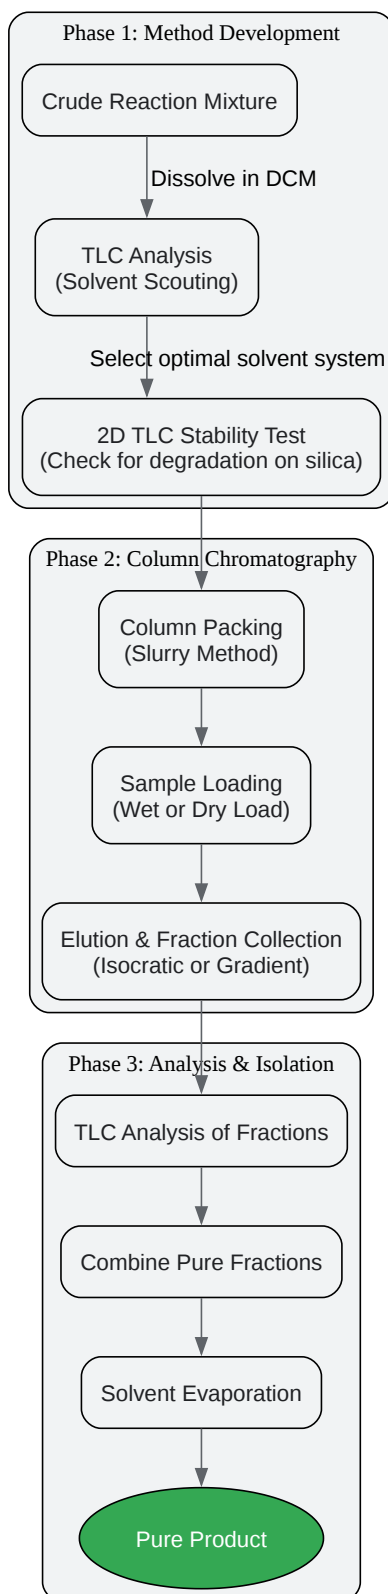 Phase 1: Method Development
Crude Reaction Mixture
Dissolve in DCM
TLC Analysis
(Solvent Scouting)
Select optimal solvent system
2D TLC Stability Test
(Check for degradation on silica)
Phase 2: Column Chromatography
Column Packing
(Slurry Method)
Sample Loading
(Wet or Dry Load)
Elution & Fraction Collection
(Isocratic or Gradient)
Phase 3: Analysis & Isolation
TLC Analysis of Fractions
Combine Pure Fractions
Solvent Evaporation
Pure Product